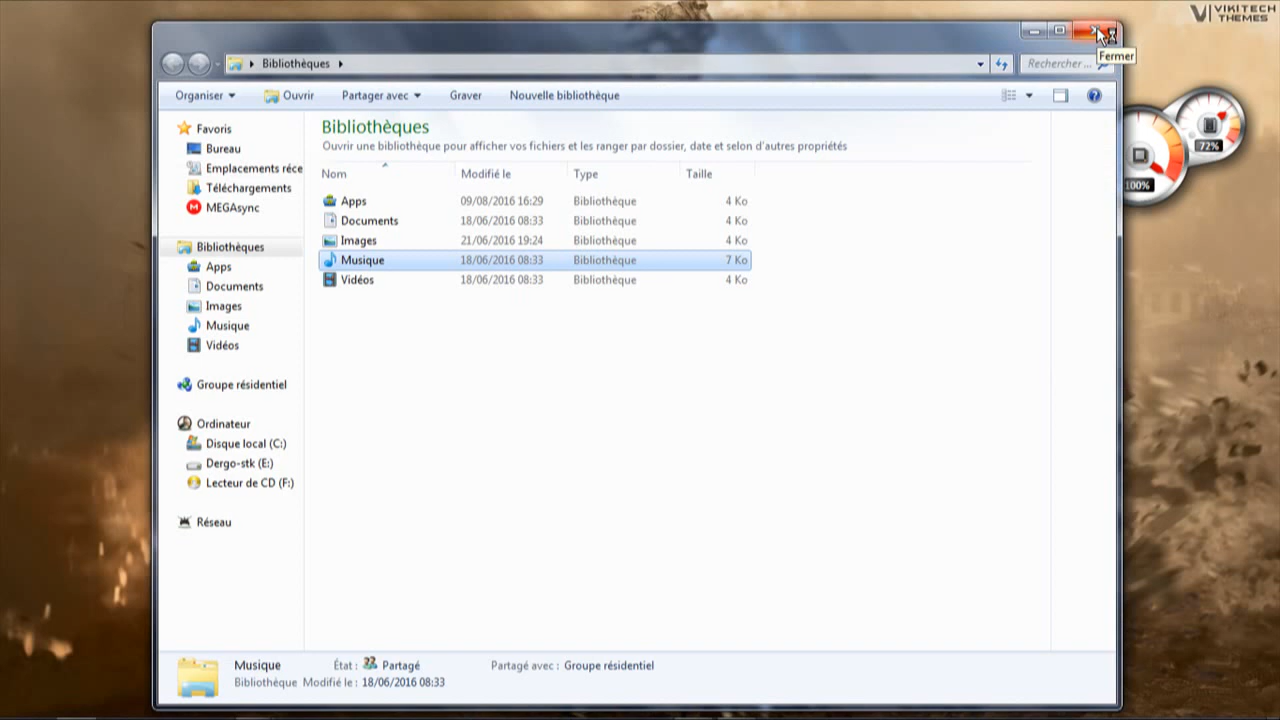 VIKITECH
THEMES
Fermer
Bibliothèques
Rechercher ...
Organiser
Ouvrir
Partager avec
Graver
Nouvelle bibliothèque
Favoris
Bureau
Emplacements réce
Téléchargements
MEGAsync
Bibliothèques
Apps
Documents
Images
Musique
Vidéos
Groupe résidentiel
Ordinateur
Disque local (C:)
Dergo-stk (E:)
Lecteur de CD (F:)
Réseau
Bibliothèques
Ouvrir une bibliothèque pour afficher vos fichiers et les ranger par dossier, date et selon d'autres propriétés
Nom Modifié le Type Taille
Apps 09/08/2016 16:29 Bibliothèque 4 Ko
Documents 18/06/2016 08:33 Bibliothèque 4 Ko
Images 21/06/2016 19:24 Bibliothèque 4 Ko
Musique 18/06/2016 08:33 Bibliothèque 7 Ko
Vidéos 18/06/2016 08:33 Bibliothèque 4 Ko
72%
100%
Musique État : Partagé Partagé avec : Groupe résidentiel
Bibliothèque Modifié le : 18/06/2016 08:33